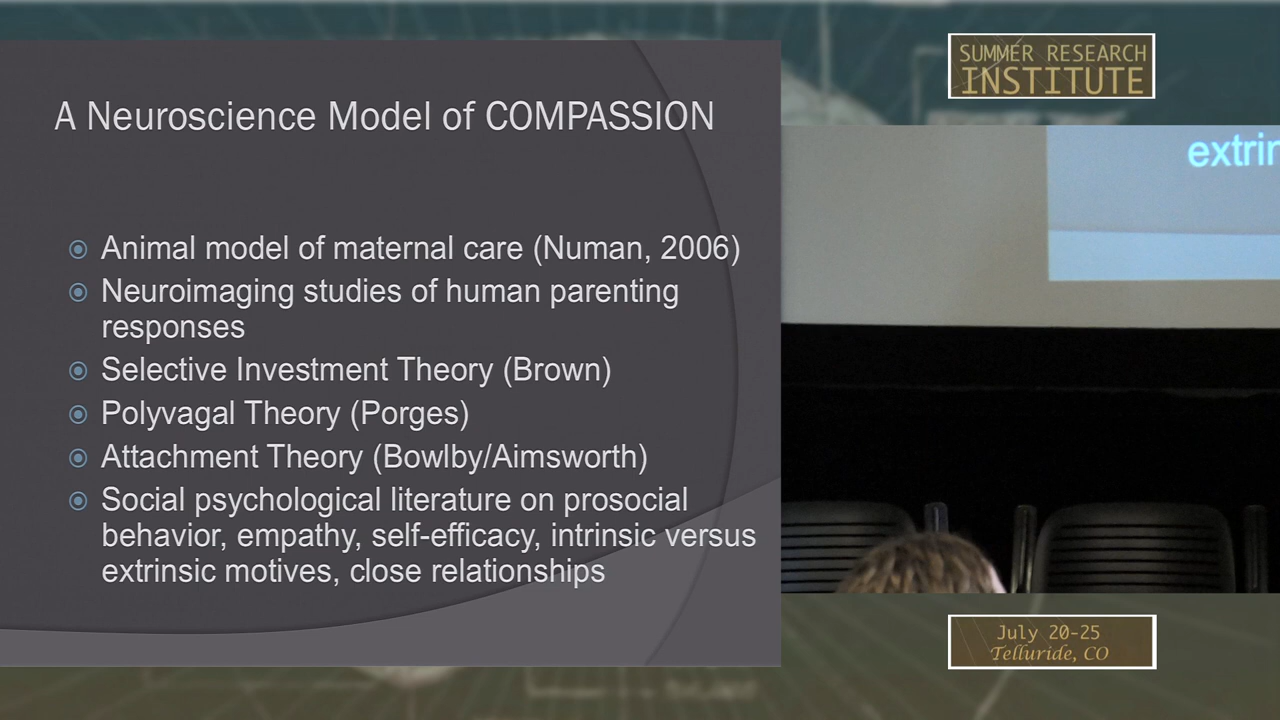 A Neuroscience Model of COMPASSION
Animal model of maternal care (Numan, 2006)
Neuroimaging studies of human parenting
responses
Selective Investment Theory (Brown)
Polyvagal Theory (Porges)
Attachment Theory (Bowlby/Aimsworth)
Social psychological literature on prosocial
behavior, empathy, self-efficacy, intrinsic versus
extrinsic motives, close relationships
SUMMER RESEARCH
INSTITUTE
extrin
July 20-25
Telluride, CO